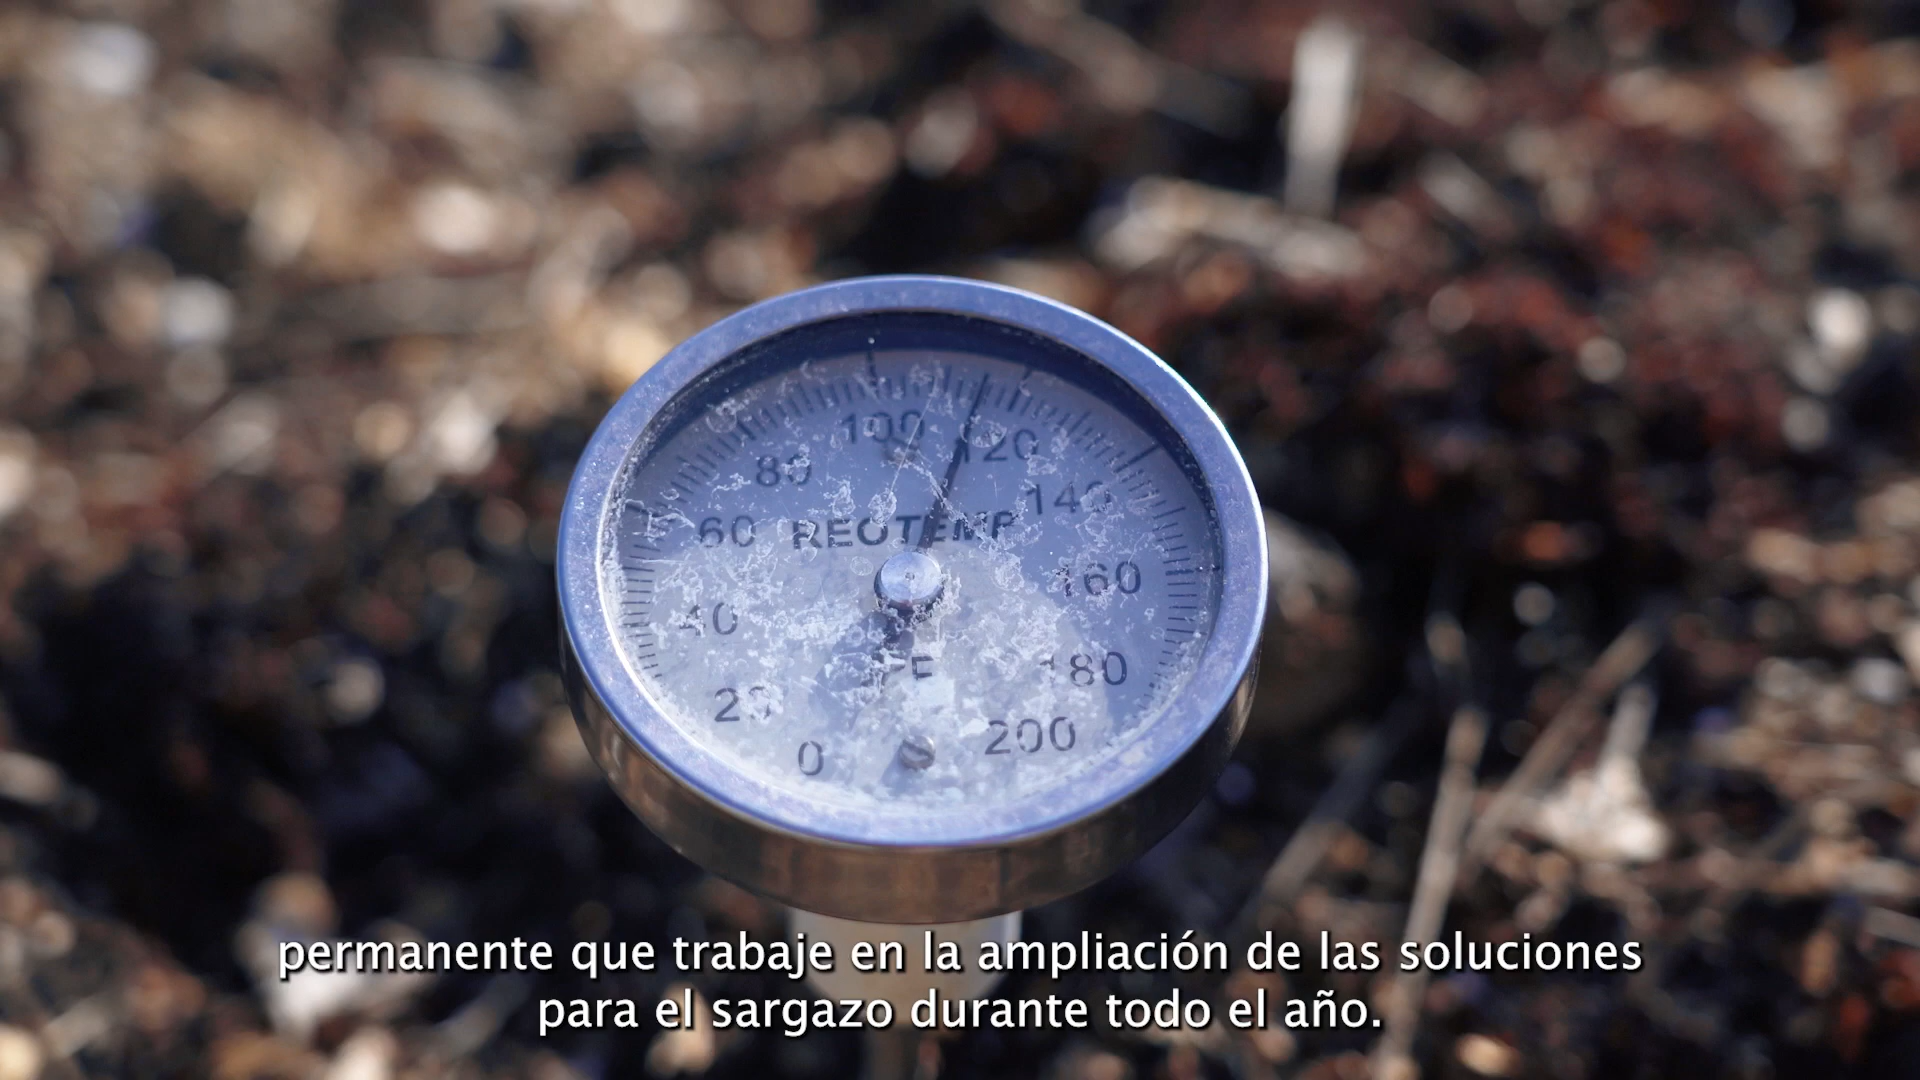 100
120
80
140
60
REOTEMP
160
40
°F
180
20
200
0
permanente que trabaje en la ampliación de las soluciones
para el sargazo durante todo el año.